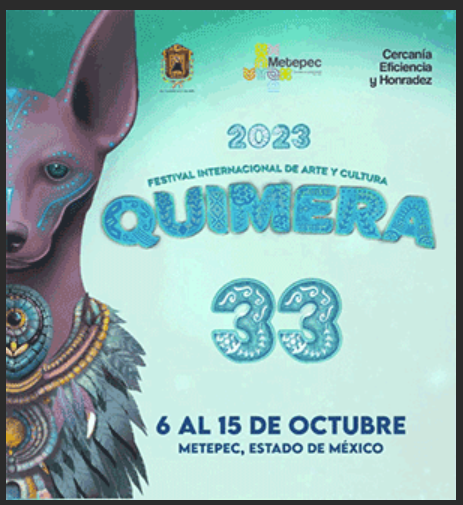 Metepec
Cercanía
Eficiencia
y Honradez
2023
FESTIVAL INTERNACIONAL DE ARTE Y CULTURA
QUIMERA
33
6 AL 15 DE OCTUBRE
METEPEC, ESTADO DE MÉXICO